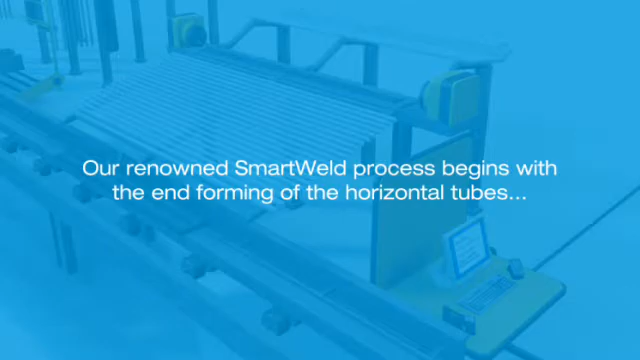 Our renowned SmartWeld process begins with
the end forming of the horizontal tubes...